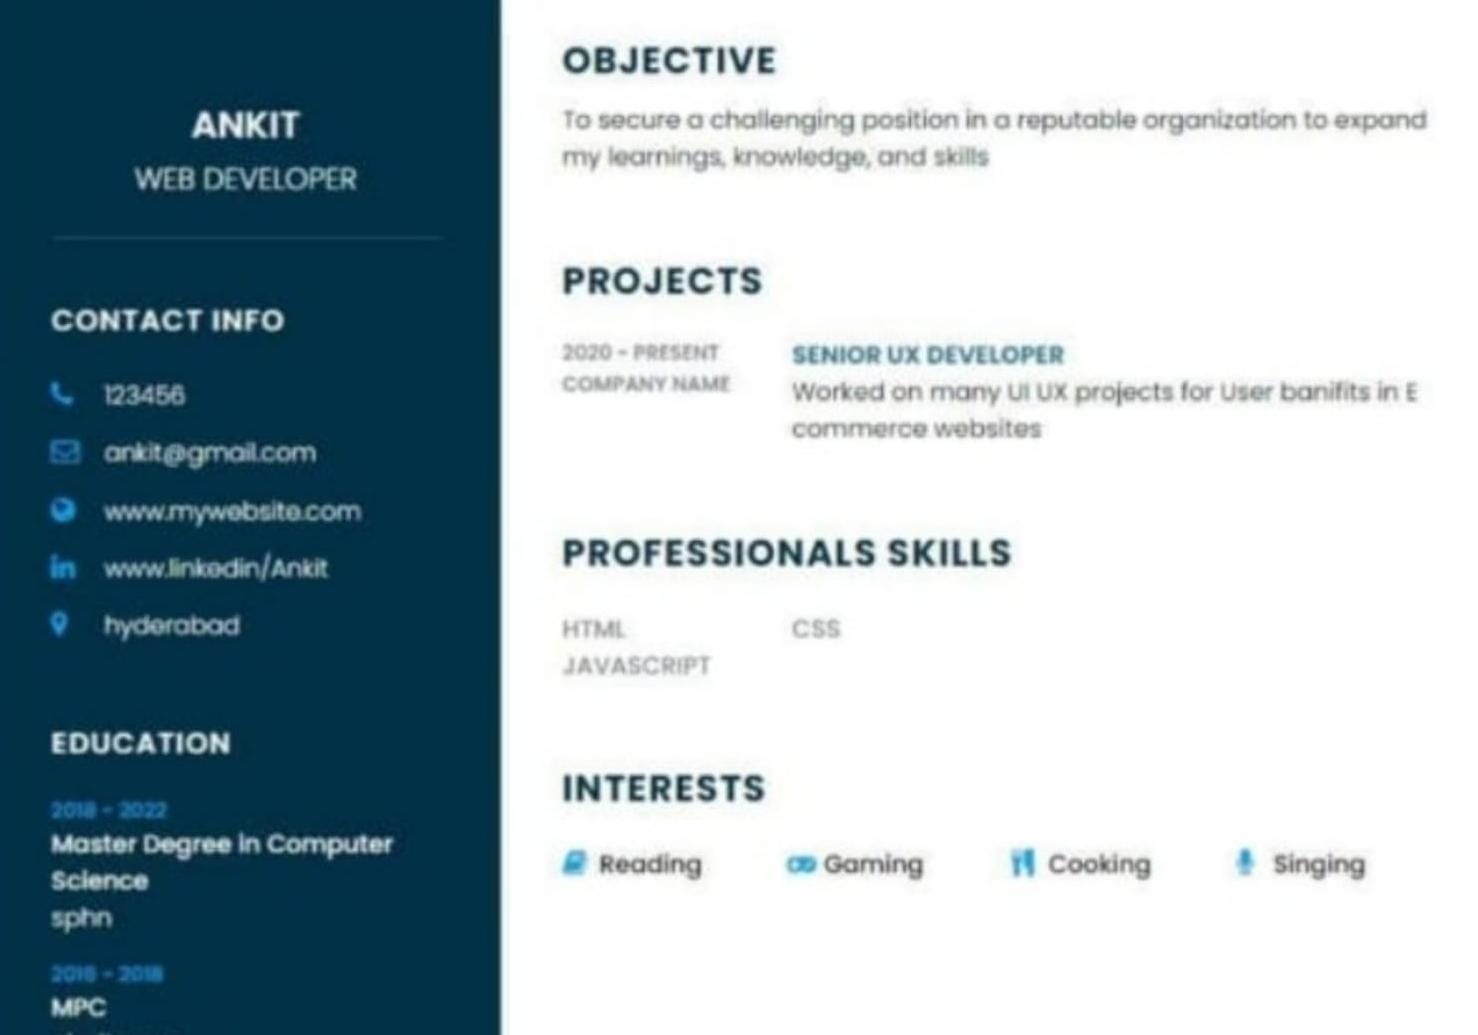 ANKIT
WEB DEVELOPER
CONTACT INFO
123456
ankit@gmail.com
www.mywebsite.com
www.linkedin/Ankit
hyderabad
EDUCATION
2018 - 2022
Master Degree in Computer
Science
sphn
2016 - 2018
MPC
OBJECTIVE
To secure a challenging position in a reputable organization to expand
my learnings, knowledge, and skills
PROJECTS
2020 - PRESENT
COMPANY NAME
SENIOR UX DEVELOPER
Worked on many UI UX projects for User banifits in E
commerce websites
PROFESSIONALS SKILLS
HTML CSS
JAVASCRIPT
INTERESTS
Reading Gaming Cooking Singing